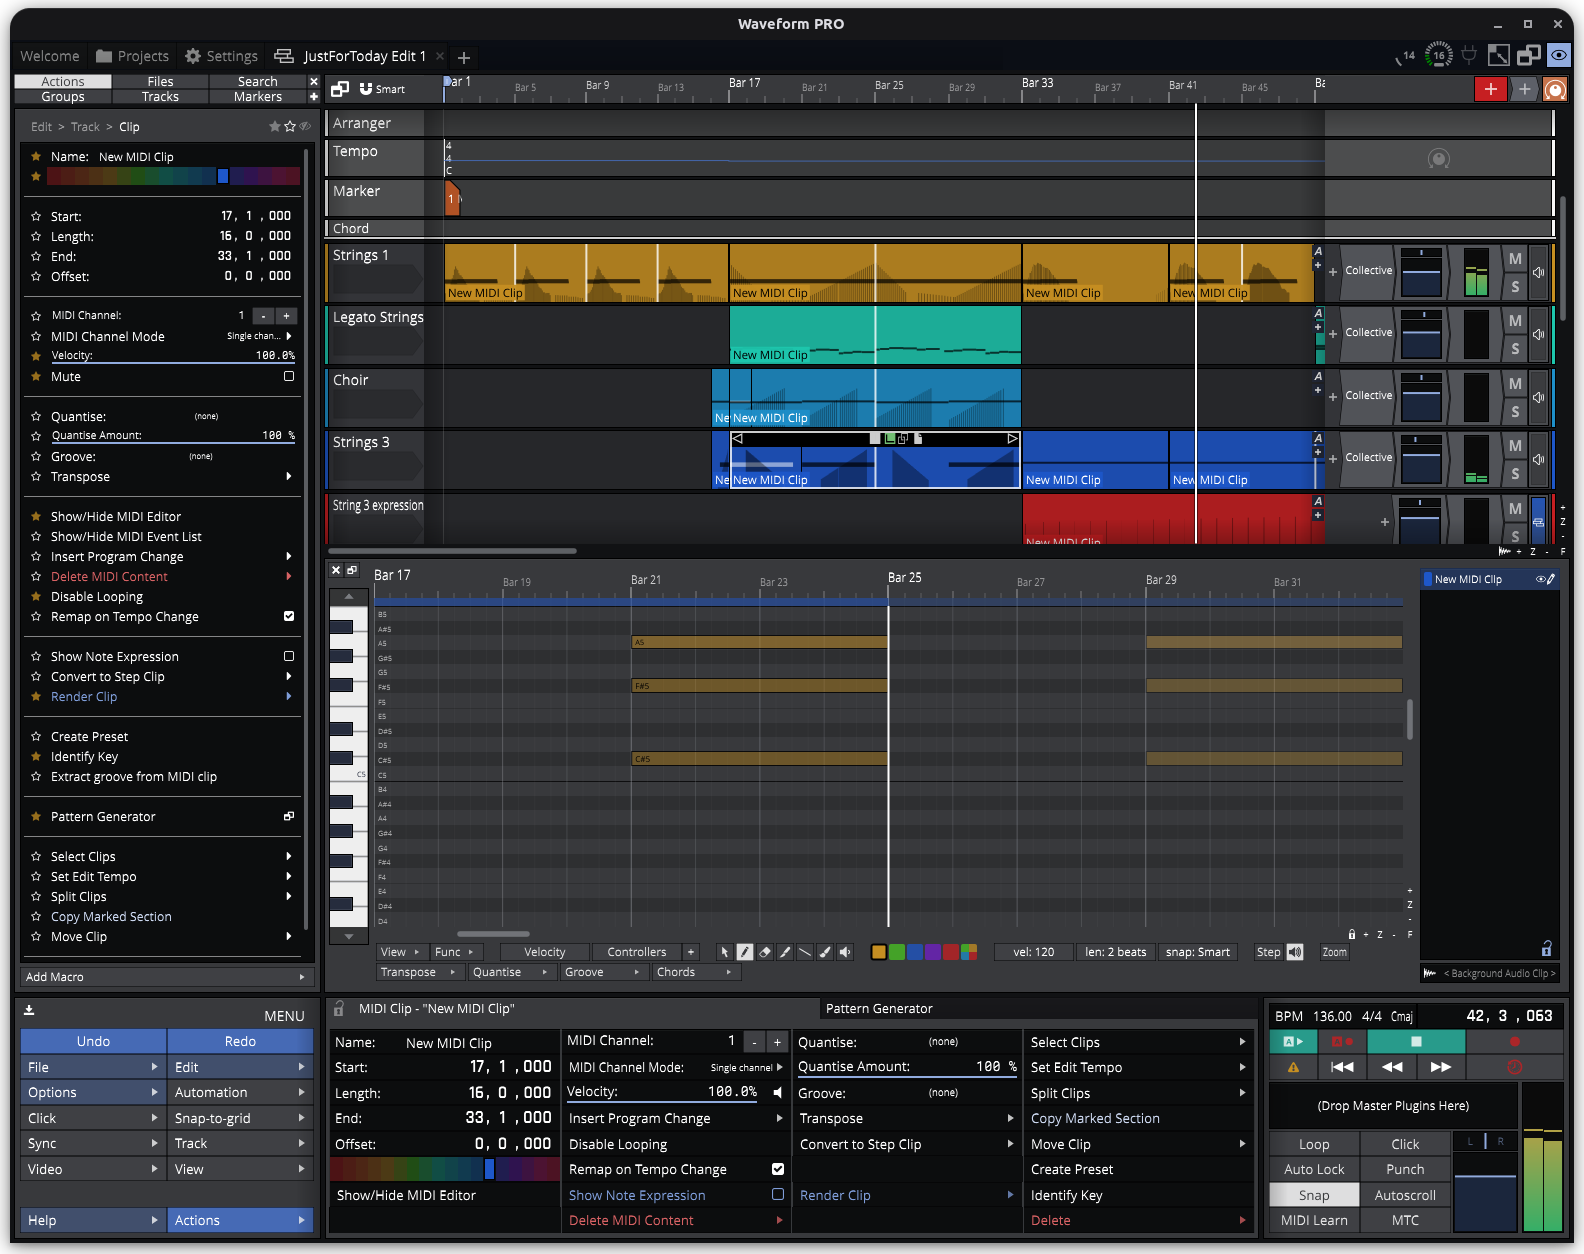 Waveform PRO
Welcome Projects Settings JustForToday Edit 1
14 16
Actions Files Search
Groups Tracks Markers
Smart
Bar 1 Bar 5 Bar 9 Bar 13 Bar 17 Bar 21 Bar 25 Bar 29 Bar 33 Bar 37 Bar 41 Bar 45 Ba
Edit > Track > Clip
Name: New MIDI Clip
Start: 17, 1 , 000
Length: 16, 0 , 000
End: 33, 1 , 000
Offset: 0, 0 , 000
MIDI Channel: 1 - +
MIDI Channel Mode Single chan...
Velocity: 100.0%
Mute
Quantise: (none)
Quantise Amount: 100 %
Groove: (none)
Transpose
Show/Hide MIDI Editor
Show/Hide MIDI Event List
Insert Program Change
Delete MIDI Content
Disable Looping
Remap on Tempo Change
Show Note Expression
Convert to Step Clip
Render Clip
Create Preset
Identify Key
Extract groove from MIDI clip
Pattern Generator
Select Clips
Set Edit Tempo
Split Clips
Copy Marked Section
Move Clip
Add Macro
Arranger
Tempo
4
4
C
Marker
1
Chord
Strings 1
New MIDI Clip New MIDI Clip New MIDI Clip New MIDI Clip
A + + Collective M S
Legato Strings
New MIDI Clip
A + + Collective M S
Choir
Ne New MIDI Clip
A + + Collective M S
Strings 3
Ne New MIDI Clip New MIDI Clip New MIDI Clip
A + + Collective M S
String 3 expression
New MIDI Clip
A + + M S
+ Z - F
Bar 17 Bar 19 Bar 21 Bar 23 Bar 25 Bar 27 Bar 29 Bar 31
B5
A#5
A5 A5
G#5
G5
F#5 F#5
F5
E5
D#5
D5
C#5 C#5
C5 C5
B4
A#4
A4
G#4
G4
F#4
F4
E4
D#4
D4
New MIDI Clip
+ Z - F
View Func Velocity Controllers + vel: 120 len: 2 beats snap: Smart Step Zoom
Transpose Quantise Groove Chords
< Background Audio Clip >
MENU
Undo Redo
File Edit
Options Automation
Click Snap-to-grid
Sync Track
Video View
Help Actions
MIDI Clip - "New MIDI Clip" Pattern Generator
Name: New MIDI Clip
Start: 17, 1 , 000
Length: 16, 0 , 000
End: 33, 1 , 000
Offset: 0, 0 , 000
Show/Hide MIDI Editor
MIDI Channel: 1 - +
MIDI Channel Mode: Single channel
Velocity: 100.0%
Insert Program Change
Disable Looping
Remap on Tempo Change
Show Note Expression
Delete MIDI Content
Quantise: (none)
Quantise Amount: 100 %
Groove: (none)
Transpose
Convert to Step Clip
Render Clip
Select Clips
Set Edit Tempo
Split Clips
Copy Marked Section
Move Clip
Create Preset
Identify Key
Delete
BPM 136.00 4/4 Cmaj 42, 3 , 063
A A
(Drop Master Plugins Here)
Loop Click L R
Auto Lock Punch
Snap Autoscroll
MIDI Learn MTC